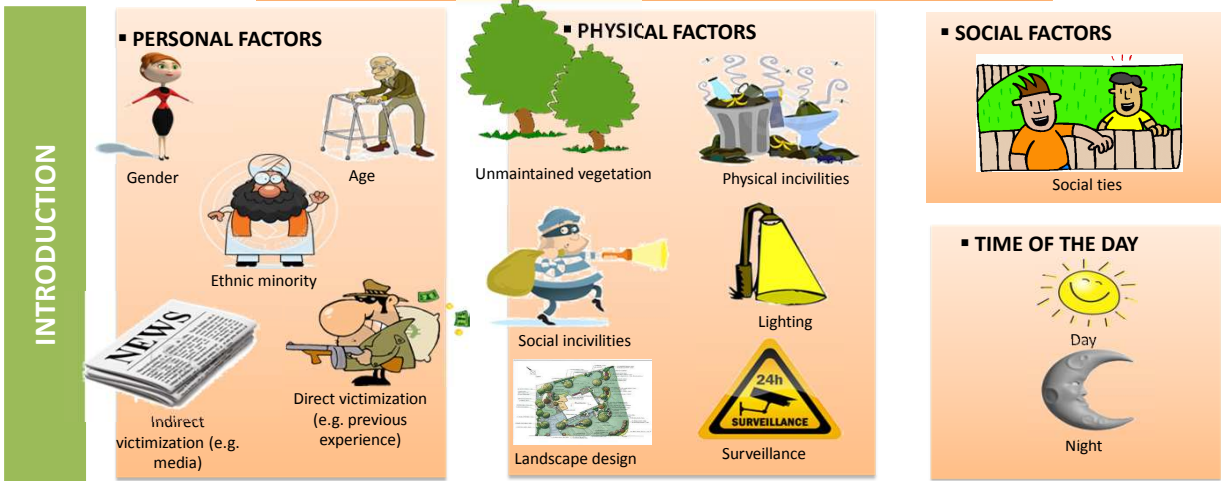 INTRODUCTION
▪ PERSONAL FACTORS
Gender
Age
Ethnic minority
NEWS
Indirect
victimization (e.g.
media)
Direct victimization
(e.g. previous
experience)
▪ PHYSICAL FACTORS
Unmaintained vegetation
Physical incivilities
Social incivilities
Lighting
Landscape design
24h
SURVEILLANCE
Surveillance
▪ SOCIAL FACTORS
Social ties
▪ TIME OF THE DAY
Day
Night